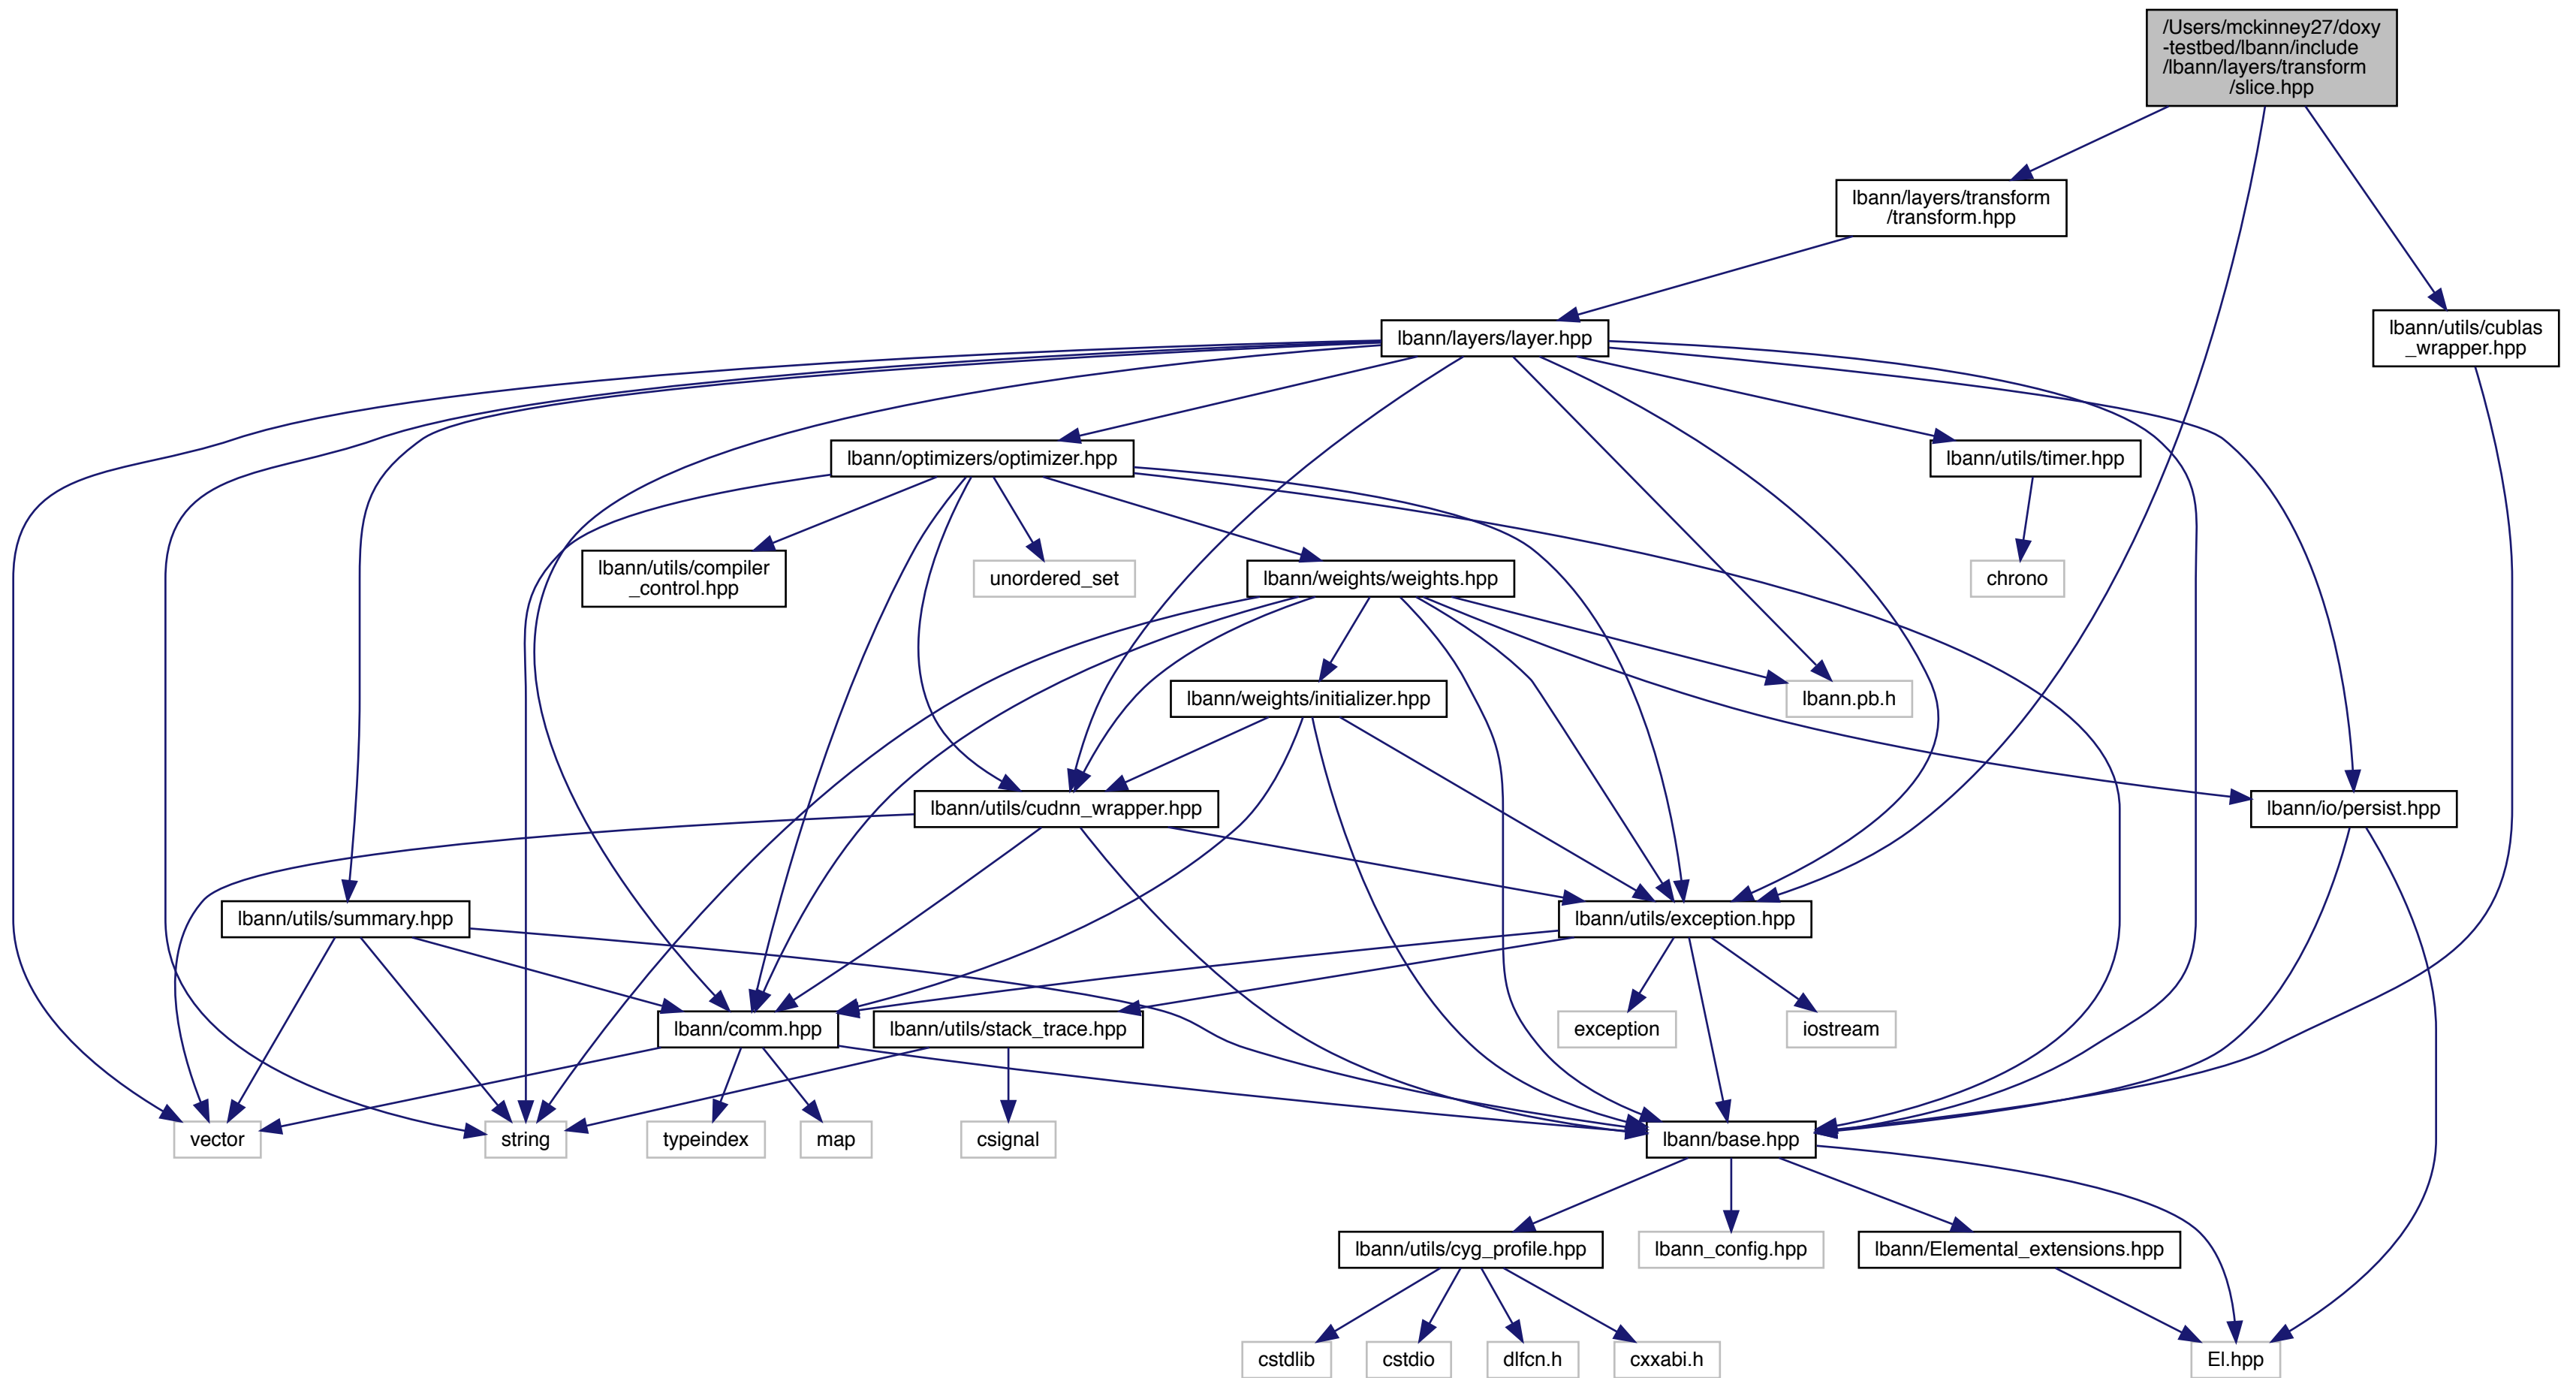 /Users/mckinney27/doxy
-testbed/lbann/include
/lbann/layers/transform
/slice.hpp
lbann/layers/transform
/transform.hpp
lbann/layers/layer.hpp
lbann/utils/cublas
_wrapper.hpp
lbann/optimizers/optimizer.hpp
lbann/utils/timer.hpp
lbann/utils/compiler
_control.hpp
unordered_set
lbann/weights/weights.hpp
chrono
lbann/weights/initializer.hpp
lbann.pb.h
lbann/utils/cudnn_wrapper.hpp
lbann/io/persist.hpp
lbann/utils/summary.hpp
lbann/utils/exception.hpp
lbann/comm.hpp
lbann/utils/stack_trace.hpp
exception
iostream
vector
string
typeindex
map
csignal
lbann/base.hpp
lbann/utils/cyg_profile.hpp
lbann_config.hpp
lbann/Elemental_extensions.hpp
cstdlib
cstdio
dlfcn.h
cxxabi.h
El.hpp